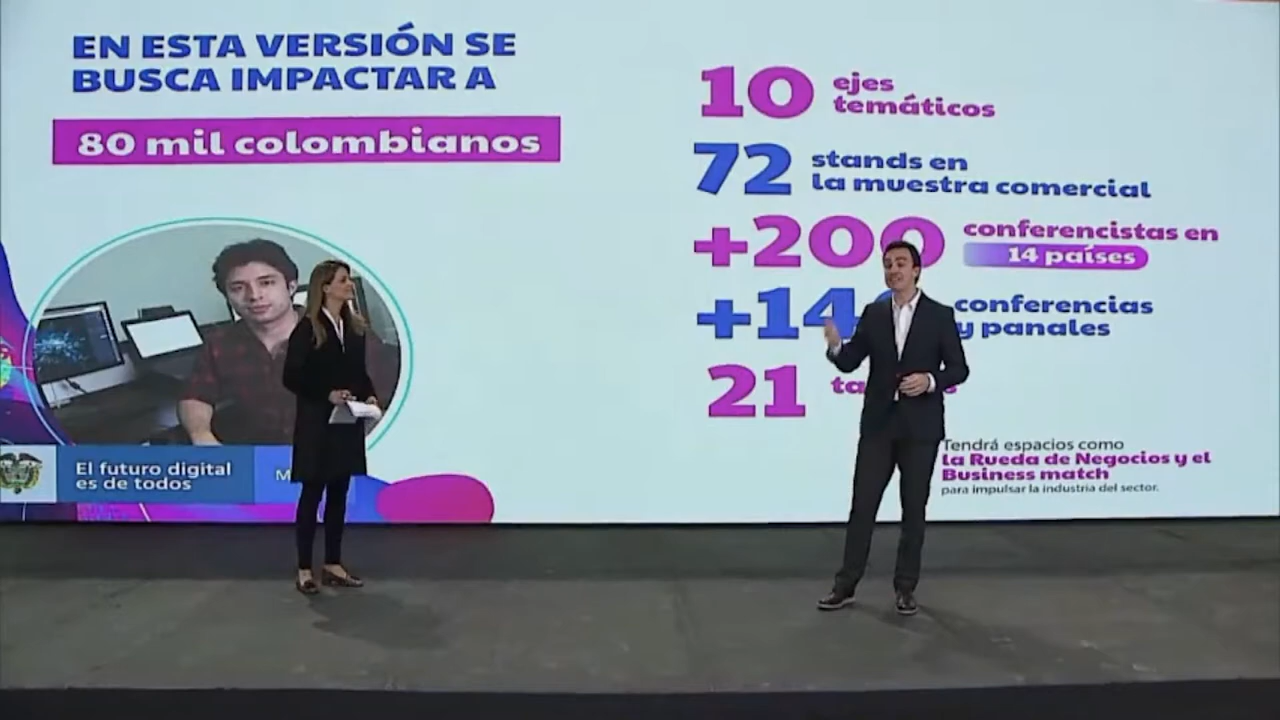 EN ESTA VERSIÓN SE
BUSCA IMPACTAR A
80 mil colombianos
El futuro digital
es de todos
10 ejes
temáticos
72 stands en
la muestra comercial
+200 conferencistas en
14 países
conferencias
y panales
21
Tendrá espacios como
la Rueda de Negocios y el
Business match
para impulsar la industria del sector.